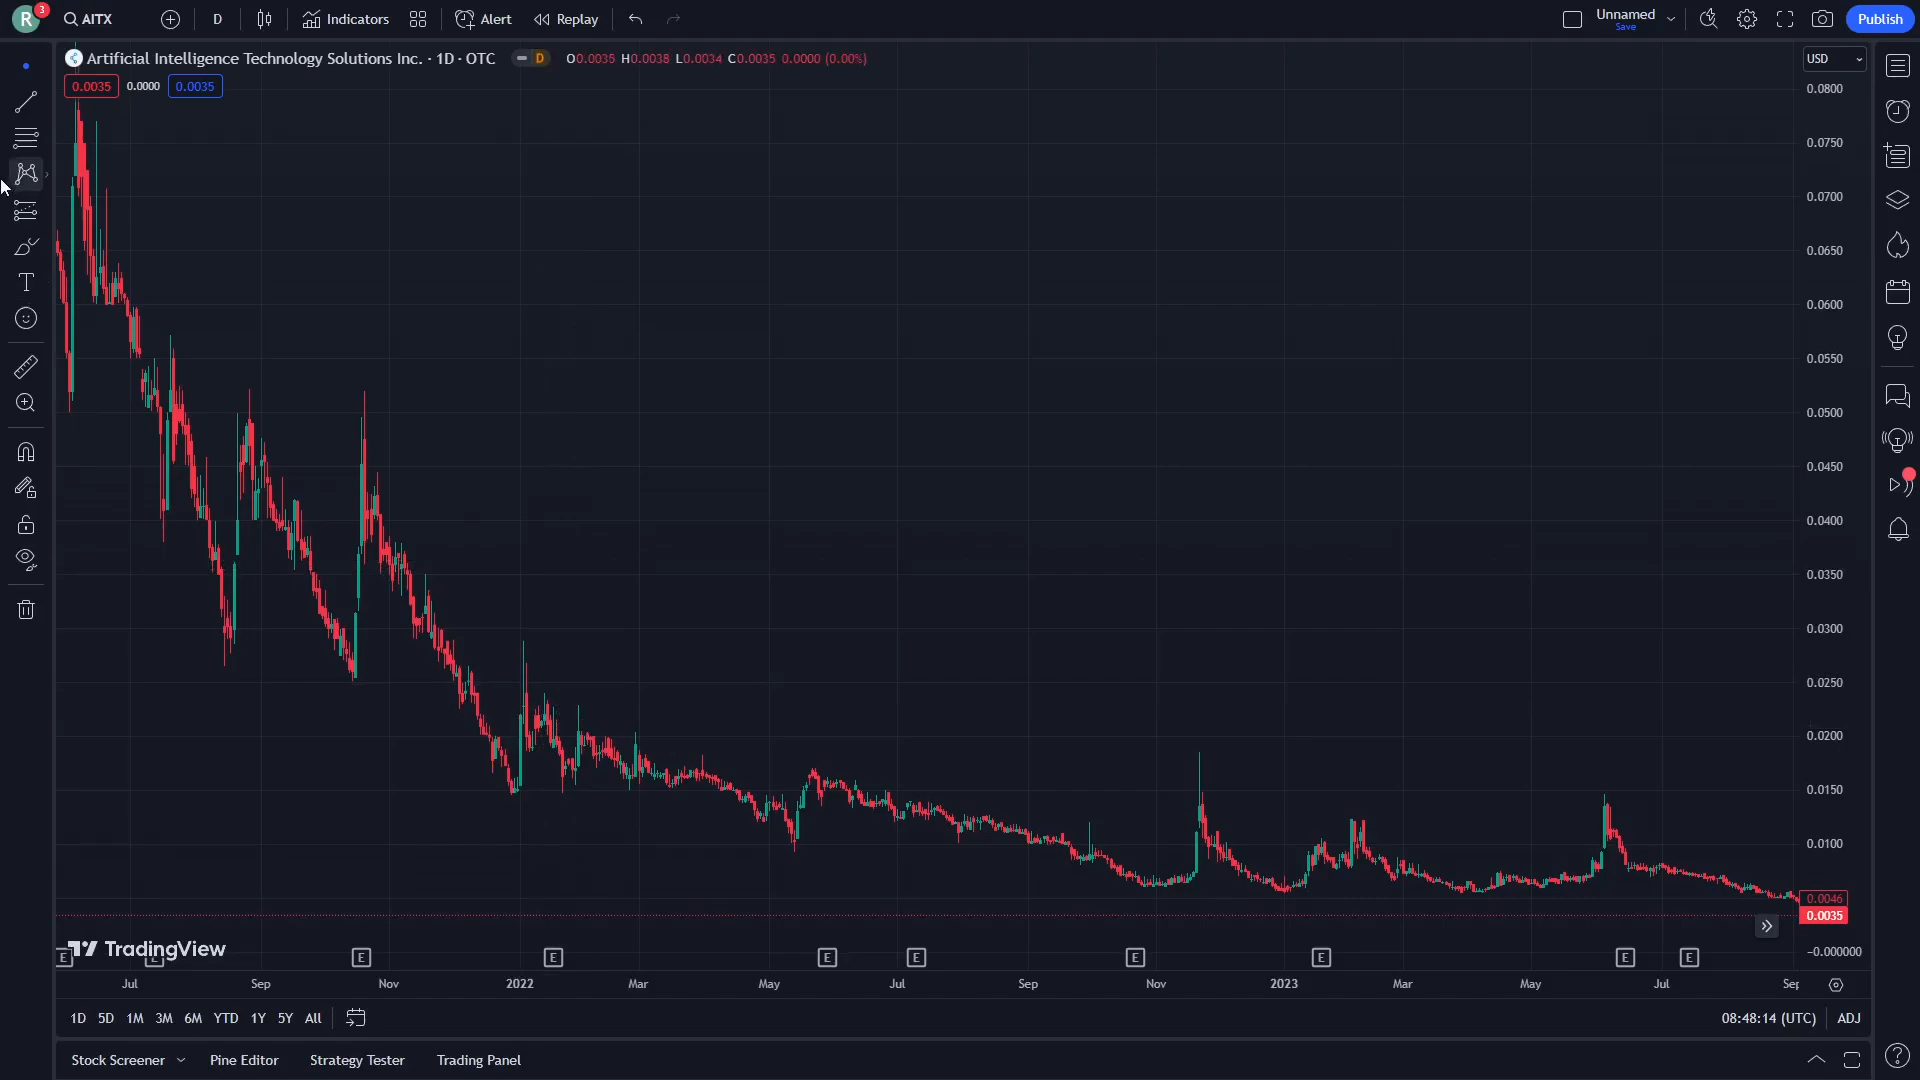 R 3 AITX D Indicators Alert Replay Unnamed Save Publish
Artificial Intelligence Technology Solutions Inc. · 1D · OTC D O0.0035 H0.0038 L0.0034 C0.0035 0.0000 (0.00%) USD
0.0035 0.0000 0.0035
0.0800
0.0750
0.0700
0.0650
0.0600
0.0550
0.0500
0.0450
0.0400
0.0350
0.0300
0.0250
0.0200
0.0150
0.0100
0.0046
0.0035
−0.000000
TradingView
E E E E E E E E E E
Jul Sep Nov 2022 Mar May Jul Sep Nov 2023 Mar May Jul Sep
1D 5D 1M 3M 6M YTD 1Y 5Y All 08:48:14 (UTC) ADJ
Stock Screener Pine Editor Strategy Tester Trading Panel